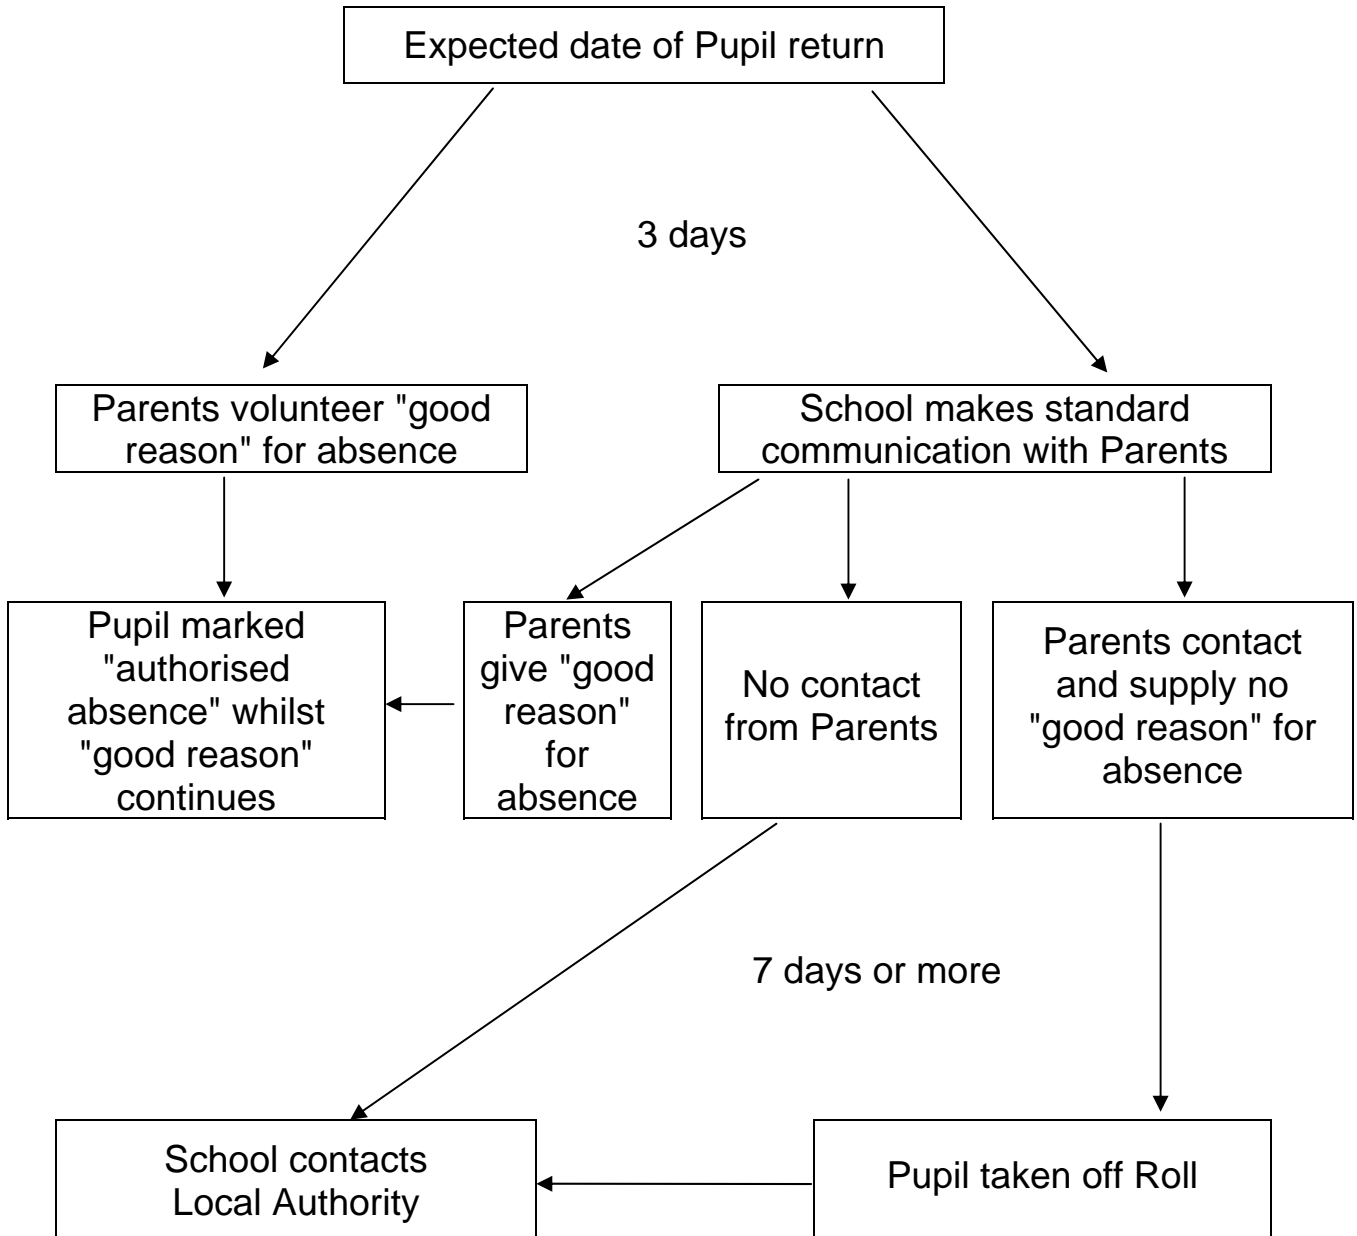 Expected date of Pupil return
3 days
Parents volunteer "good
reason" for absence
School makes standard
communication with Parents
Pupil marked
"authorised
absence" whilst
"good reason"
continues
Parents
give "good
reason"
for
absence
No contact
from Parents
Parents contact
and supply no
"good reason" for
absence
7 days or more
School contacts
Local Authority
Pupil taken off Roll